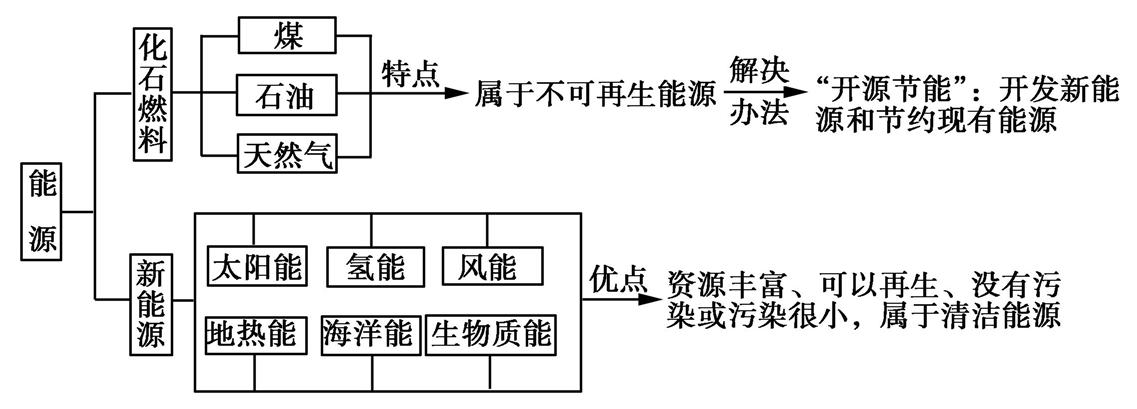 能源
化石燃料
煤
石油
天然气
特点
属于不可再生能源
解决
办法
“开源节能”：开发新能
源和节约现有能源
新能源
太阳能
氢能
风能
地热能
海洋能
生物质能
优点
资源丰富、可以再生、没有污
染或污染很小，属于清洁能源